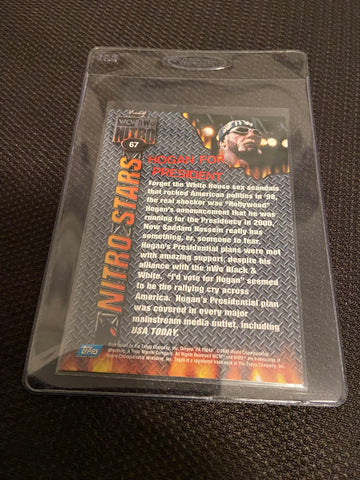 WCW/NWO
NITRO
67
NITRO STARS
HOGAN FOR
PRESIDENT
Forget the White House sex scandals
that rocked American politics in '98,
the real shocker was "Hollywood"
Hogan's announcement that he was
running for the Presidency in 2000.
Now Saddam Hussein really has
something, er, someone to fear.
Hogan's Presidential plans were met
with amazing support, despite his
alliance with the nWo Black &
White. "I'd vote for Hogan" seemed
to be the rallying cry across
America. Hogan's Presidential plan
was covered in every major
mainstream media outlet, including
USA TODAY.
Topps